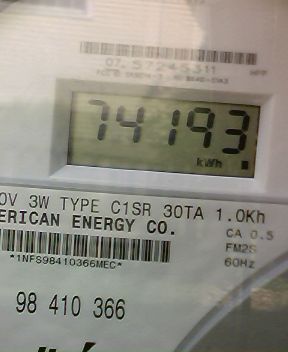 07. 57245311
74193
kWh
0V 3W TYPE C1SR 30TA 1.0Kh
ERICAN ENERGY CO.
CA 0.5
FM2S
60Hz
*1NFS98410366MEC*
98 410 366